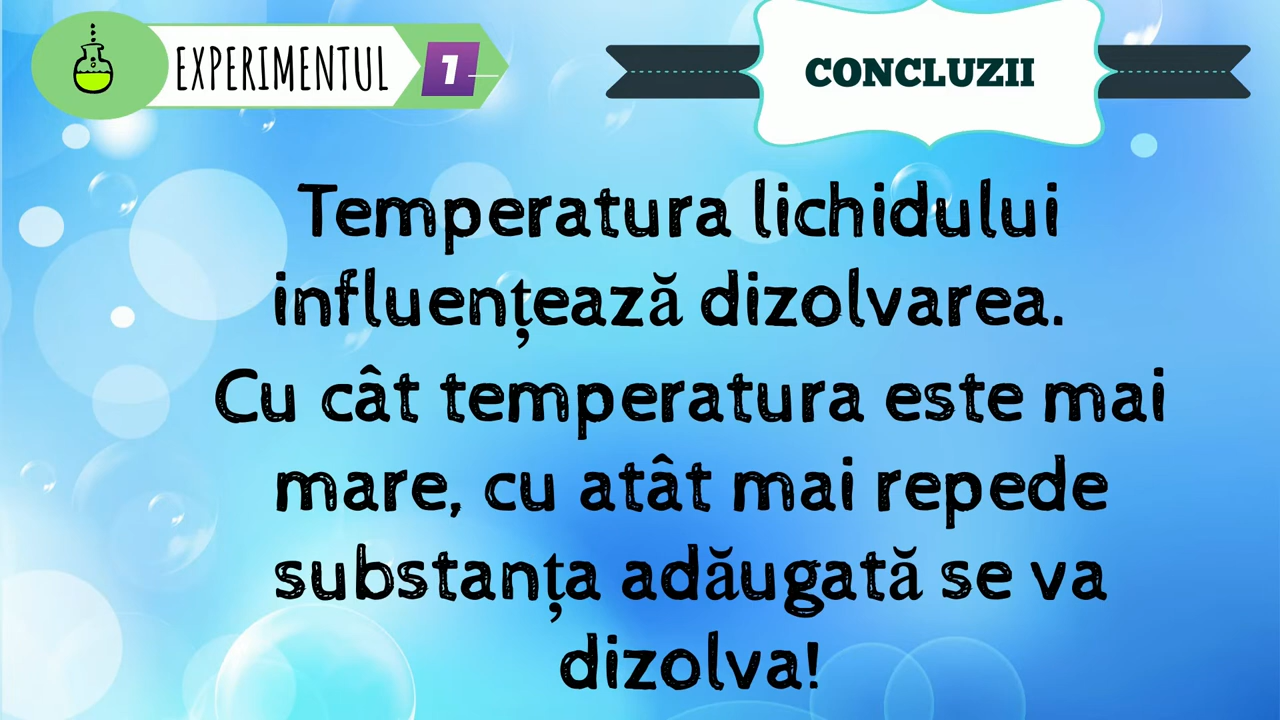 EXPERIMENTUL 1
CONCLUZII
Temperatura lichidului
influențează dizolvarea.
Cu cât temperatura este mai
mare, cu atât mai repede
substanța adăugată se va
dizolva!